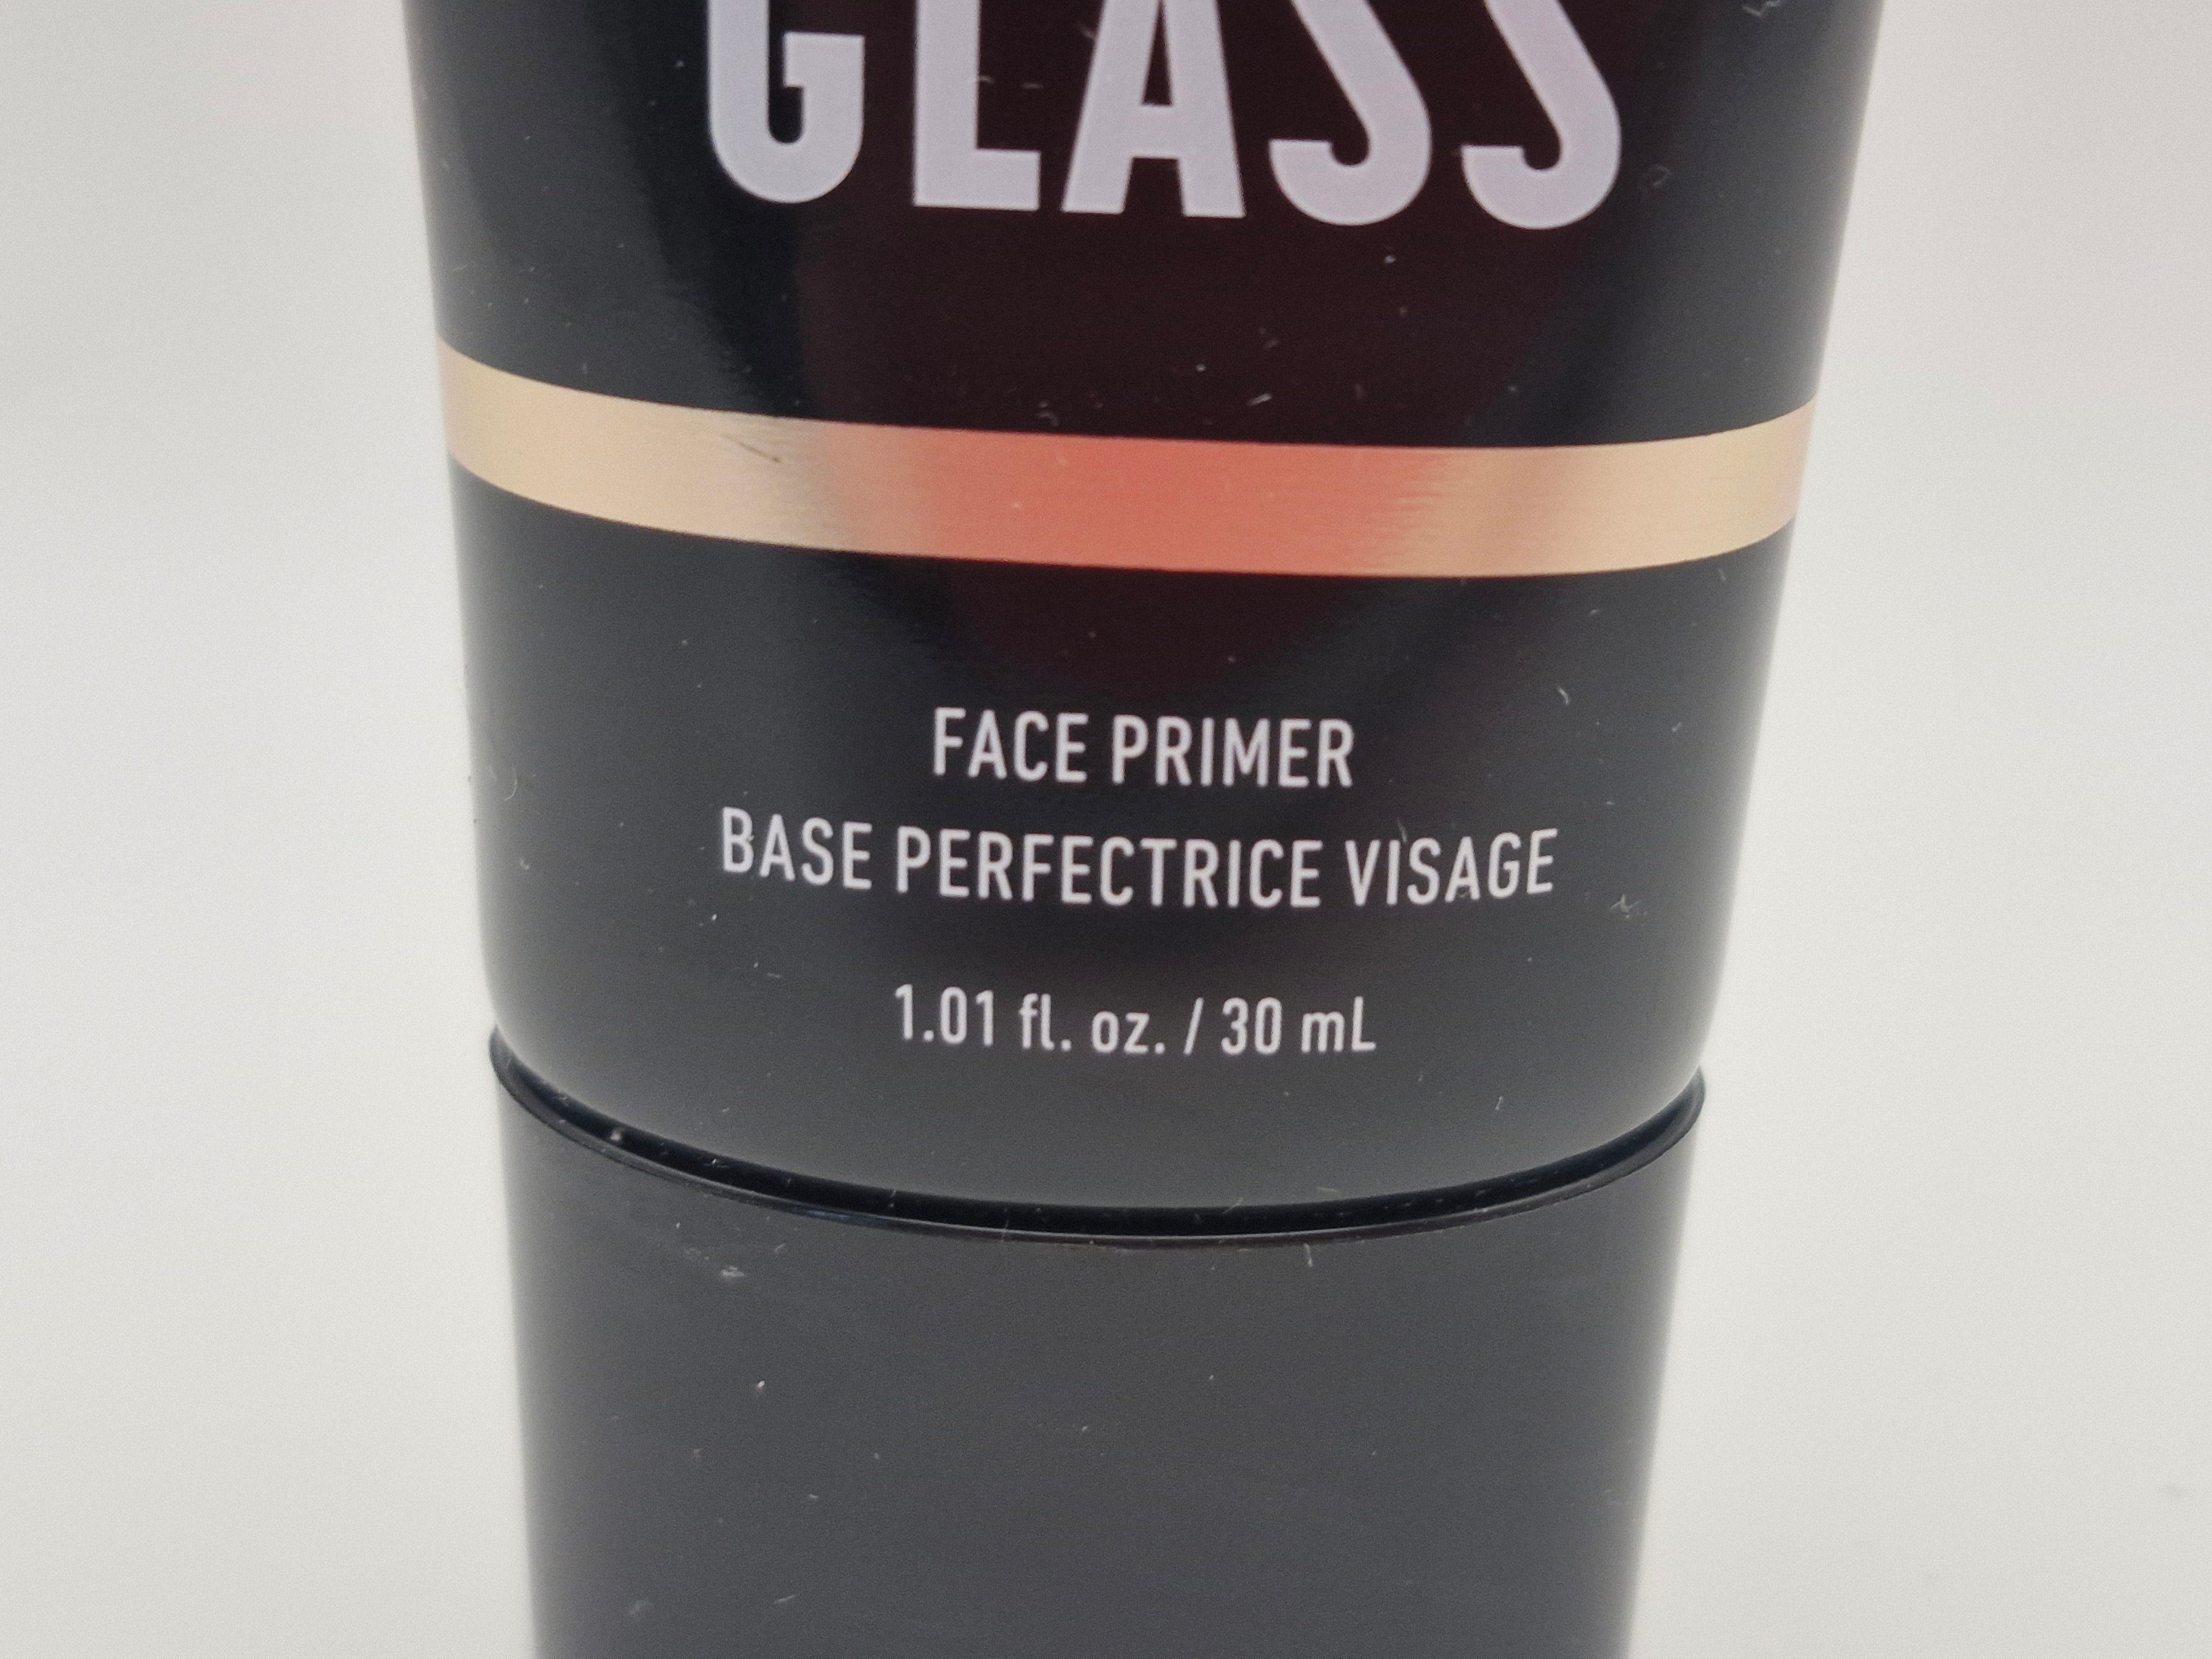 GLASS
FACE PRIMER
BASE PERFECTRICE VISAGE
1.01 fl. oz. / 30 mL